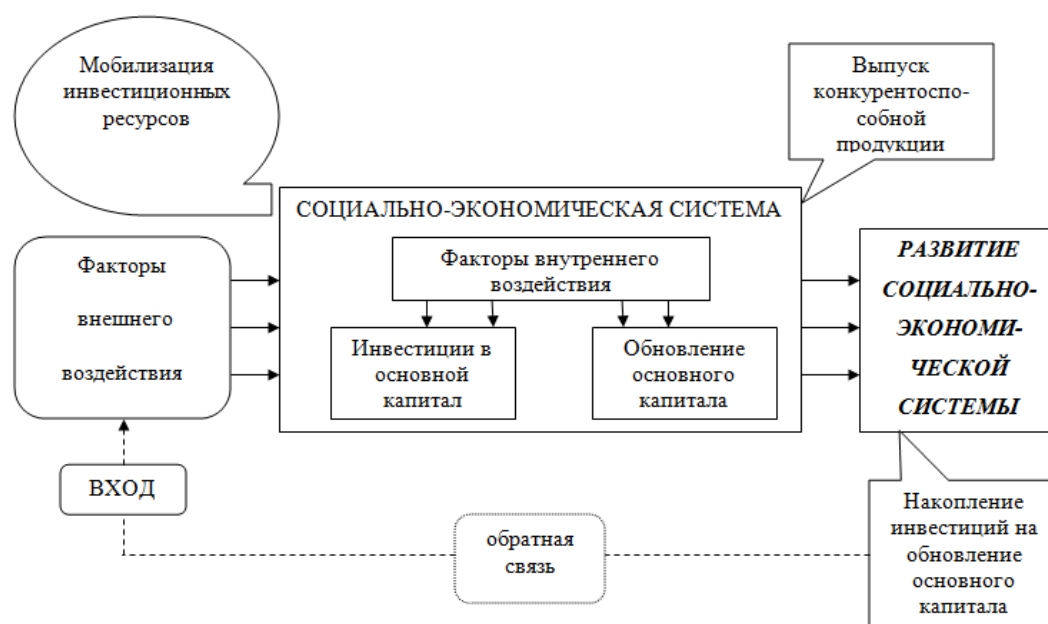 Мобилизация
инвестиционных
ресурсов
Выпуск
конкурентоспо-
собной
продукции
СОЦИАЛЬНО-ЭКОНОМИЧЕСКАЯ СИСТЕМА
Факторы
внешнего
воздействия
Факторы внутреннего
воздействия
Инвестиции в
основной
капитал
Обновление
основного
капитала
РАЗВИТИЕ
СОЦИАЛЬНО-
ЭКОНОМИ-
ЧЕСКОЙ
СИСТЕМЫ
ВХОД
обратная
связь
Накопление
инвестиций на
обновление
основного
капитала